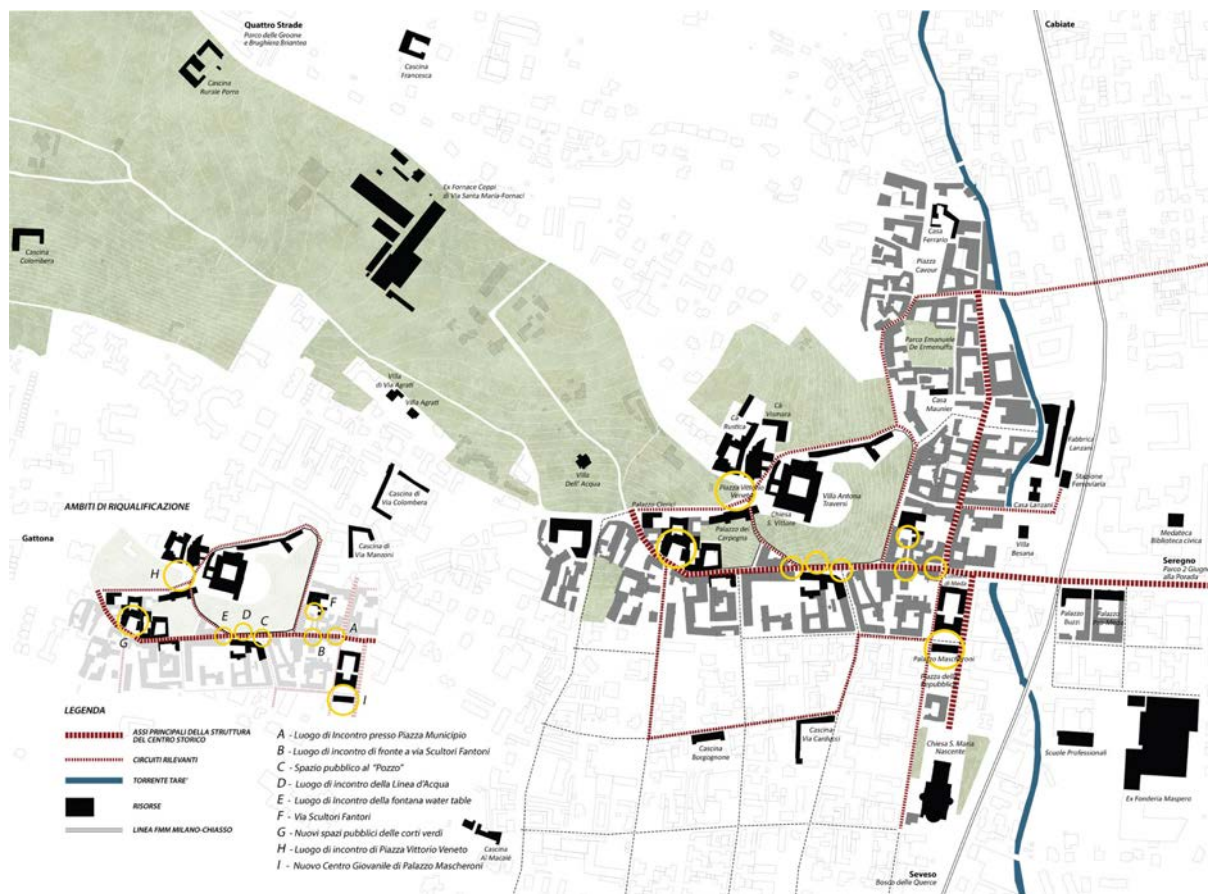 Quattro Strade
Parco delle Groane
e Brughiera Briantea
Cabiate
Cascina
Francesca
Cascina
Rurale Porro
Ex Fornace Ceppi
di Via Santa Maria-Fornaci
Cascina
Colombera
Casa
Ferrario
Piazza
Cavour
Parco Emanuele
De Ermenulfo
Villa
di Via Agrati
Villa Agrati
Casa
Maunier
Cà
Vismara
Cà
Rustica
Fabbrica
Lanzani
Villa
Dell' Acqua
Stazione
Ferroviaria
Cascina di
Via Colombera
Piazza Vittorio
Veneto
Villa Antona
Traversi
Palazzo Clerici
Casa Lanzani
AMBITI DI RIQUALIFICAZIONE
Chiesa
S. Vittore
Palazzo dei
Carpegna
Medateca
Biblioteca civica
Gattona
Cascina di
Via Manzoni
Villa
Besana
Seregno
Parco 2 Giugno
alla Porada
H
di Meda
F
E
D
C
A
G
B
Palazzo
Buzzi
Palazzo
Palazzo Mascheroni
Piazza della
Repubblica
I
LEGENDA
ASSI PRINCIPALI DELLA STRUTTURA
DEL CENTRO STORICO
CIRCUITI RILEVANTI
TORRENTE TARE'
RISORSE
LINEA FMM MILANO-CHIASSO
A - Luogo di Incontro presso Piazza Municipio
B - Luogo di incontro di fronte a via Scultori Fantoni
C - Spazio pubblico al "Pozzo"
D - Luogo di incontro della Linea d'Acqua
E - Luogo di incontro della fontana water table
F - Via Scultori Fantori
G - Nuovi spazi pubblici delle corti verdi
H - Luogo di incontro di Piazza Vittorio Veneto
I - Nuovo Centro Giovanile di Palazzo Mascheroni
Cascina
Borgognone
Cascina
Via Carducci
Chiesa S. Maria
Nascente
Scuole Professionali
Ex Fonderia Maspero
Cascina
Ai Macalè
Seveso
Bosco delle Querce